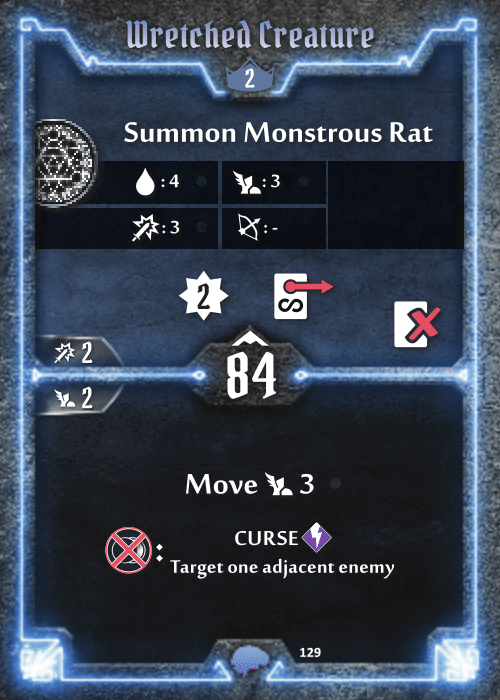 Wretched Creature
2
Summon Monstrous Rat
: 4
: 3
: 3
: -
2
S
2
84
2
Move 3
: CURSE
Target one adjacent enemy
129